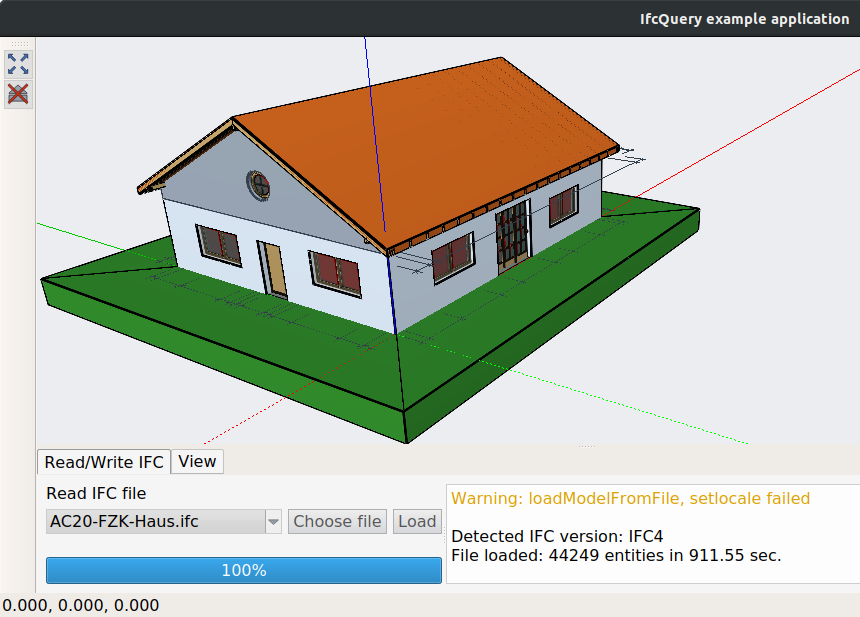 IfcQuery example application
Read/Write IFC
View
Read IFC file
AC20-FZK-Haus.ifc
Choose file
Load
100%
Warning: loadModelFromFile, setlocale failed
Detected IFC version: IFC4
File loaded: 44249 entities in 911.55 sec.
0.000, 0.000, 0.000